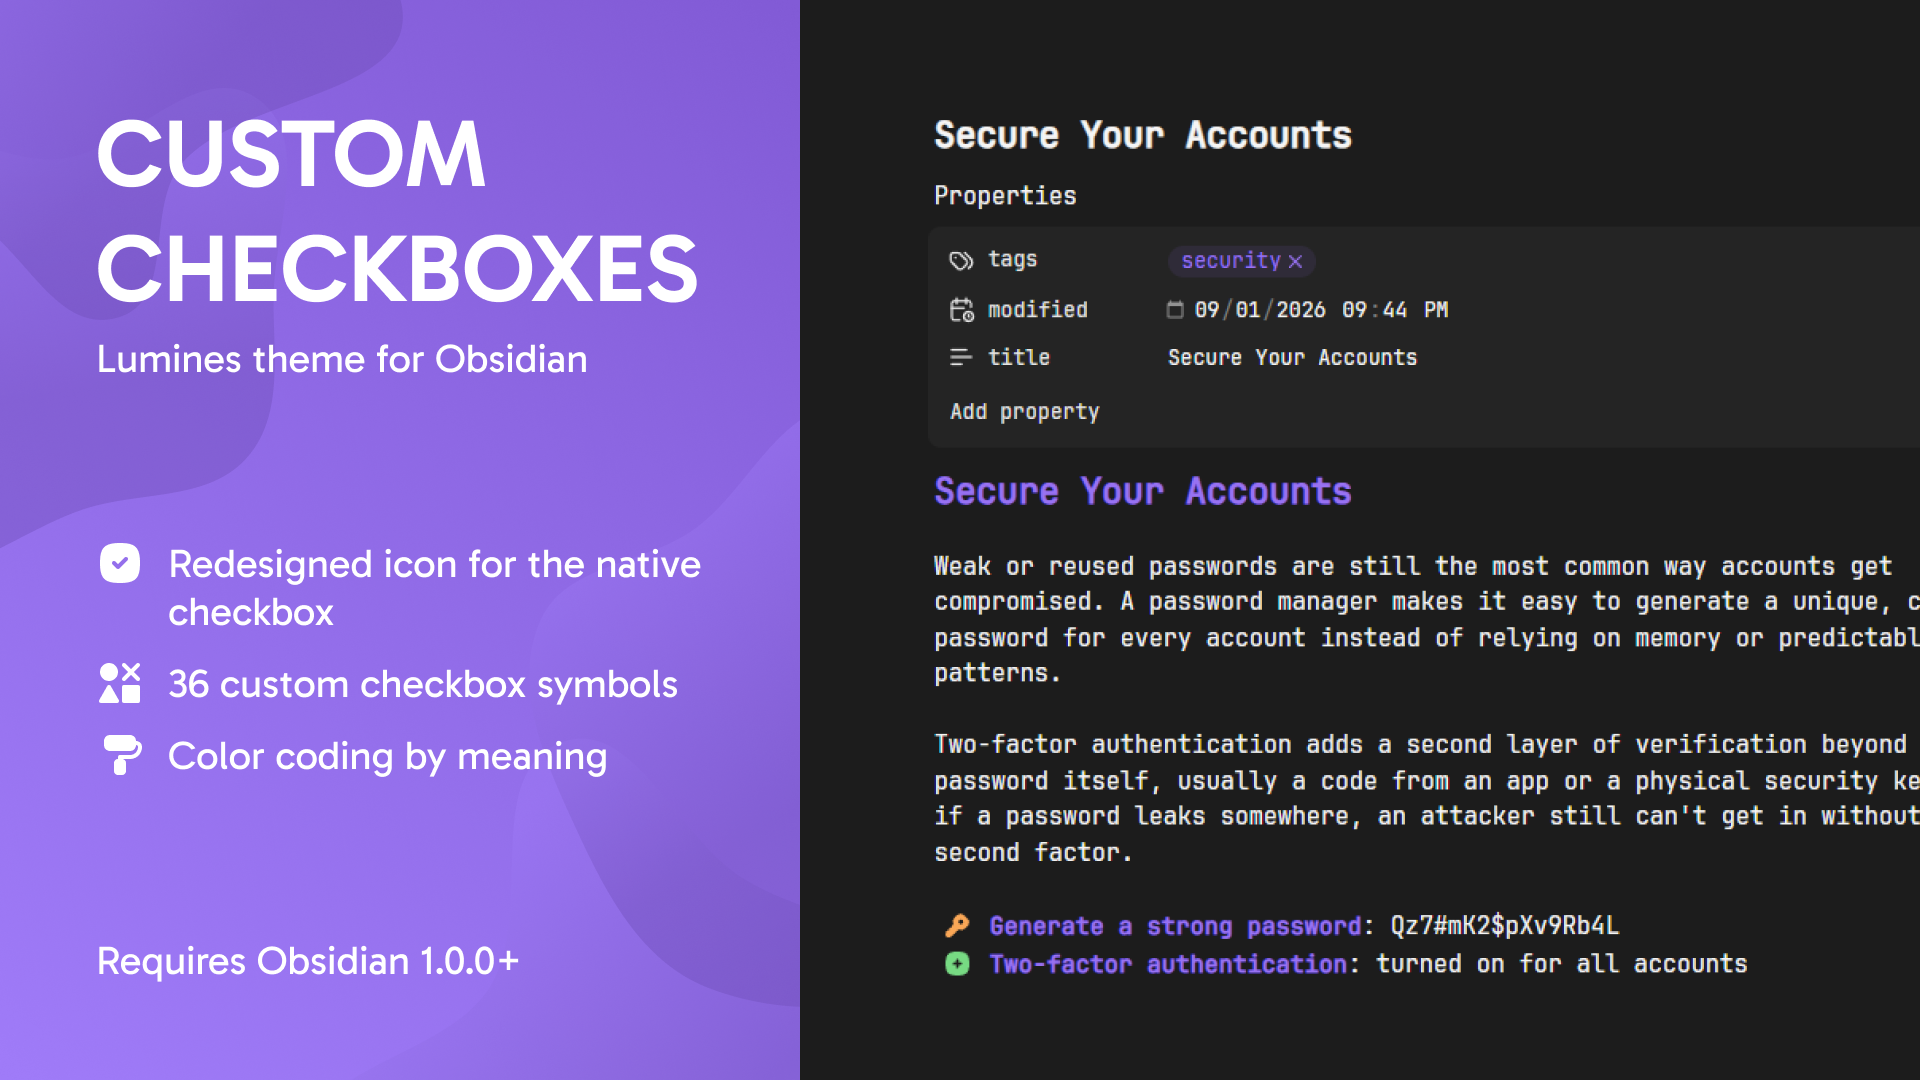 CUSTOM
CHECKBOXES
Lumines theme for Obsidian
Redesigned icon for the native
checkbox
36 custom checkbox symbols
Color coding by meaning
Requires Obsidian 1.0.0+
Secure Your Accounts
Properties
tags security
modified 09/01/2026 09:44 PM
title Secure Your Accounts
Add property
Secure Your Accounts
Weak or reused passwords are still the most common way accounts get
compromised. A password manager makes it easy to generate a unique,
password for every account instead of relying on memory or
patterns.
Two-factor authentication adds a second layer of verification beyond
password itself, usually a code from an app or a physical security
if a password leaks somewhere, an attacker still can't get in without
second factor.
Generate a strong password: Qz7#mK2$pXv9Rb4L
Two-factor authentication: turned on for all accounts